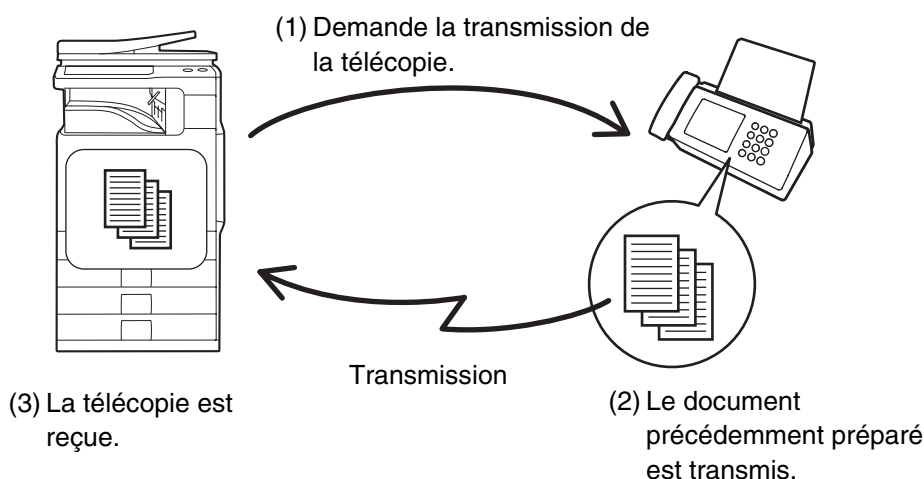 (1) Demande la transmission de
la télécopie.
Transmission
(3) La télécopie est
reçue.
(2) Le document
précédemment préparé
est transmis.